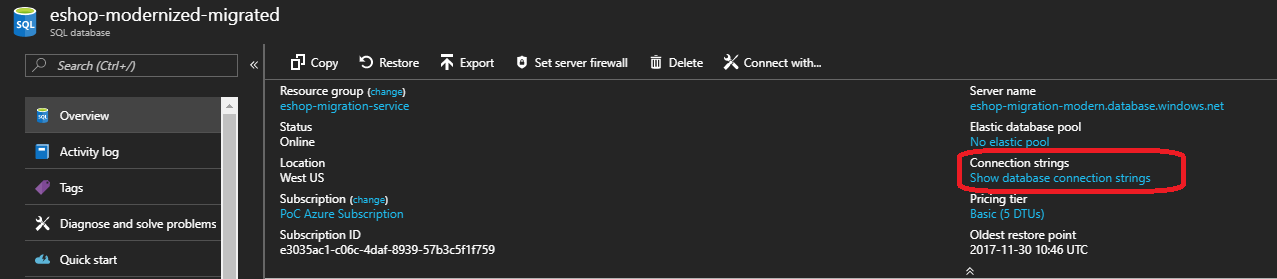 eshop-modernized-migrated
SQL database
Search (Ctrl+/)
Overview
Activity log
Tags
Diagnose and solve problems
Quick start
Copy
Restore
Export
Set server firewall
Delete
Connect with...
Resource group (change)
eshop-migration-service
Status
Online
Location
West US
Subscription (change)
PoC Azure Subscription
Subscription ID
e3035ac1-c06c-4daf-8939-57b3c5f1f759
Server name
eshop-migration-modern.database.windows.net
Elastic database pool
No elastic pool
Connection strings
Show database connection strings
Pricing tier
Basic (5 DTUs)
Oldest restore point
2017-11-30 10:46 UTC